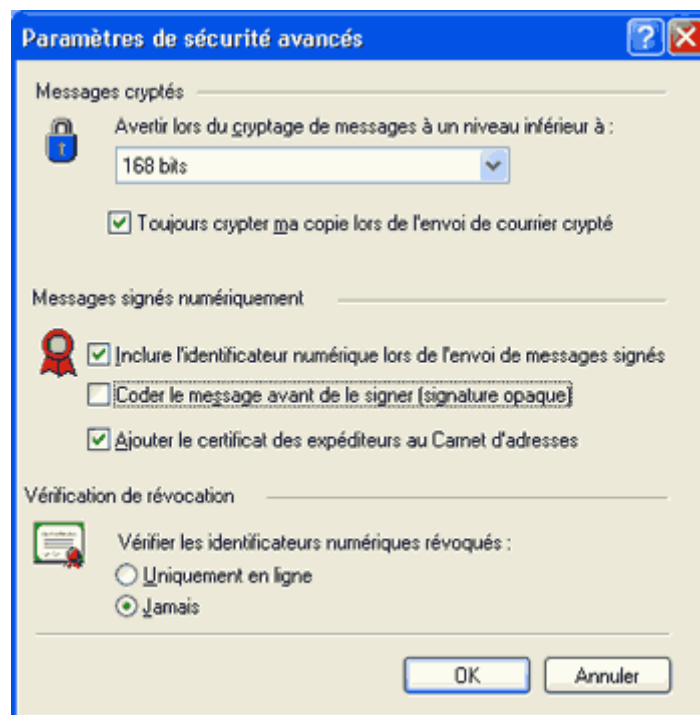 Paramètres de sécurité avancés
Messages cryptés
Avertir lors du cryptage de messages à un niveau inférieur à :
168 bits
Toujours crypter ma copie lors de l'envoi de courrier crypté
Messages signés numériquement
Inclure l'identificateur numérique lors de l'envoi de messages signés
Coder le message avant de le signer (signature opaque)
Ajouter le certificat des expéditeurs au Carnet d'adresses
Vérification de révocation
Vérifier les identificateurs numériques révoqués :
Uniquement en ligne
Jamais
OK Annuler